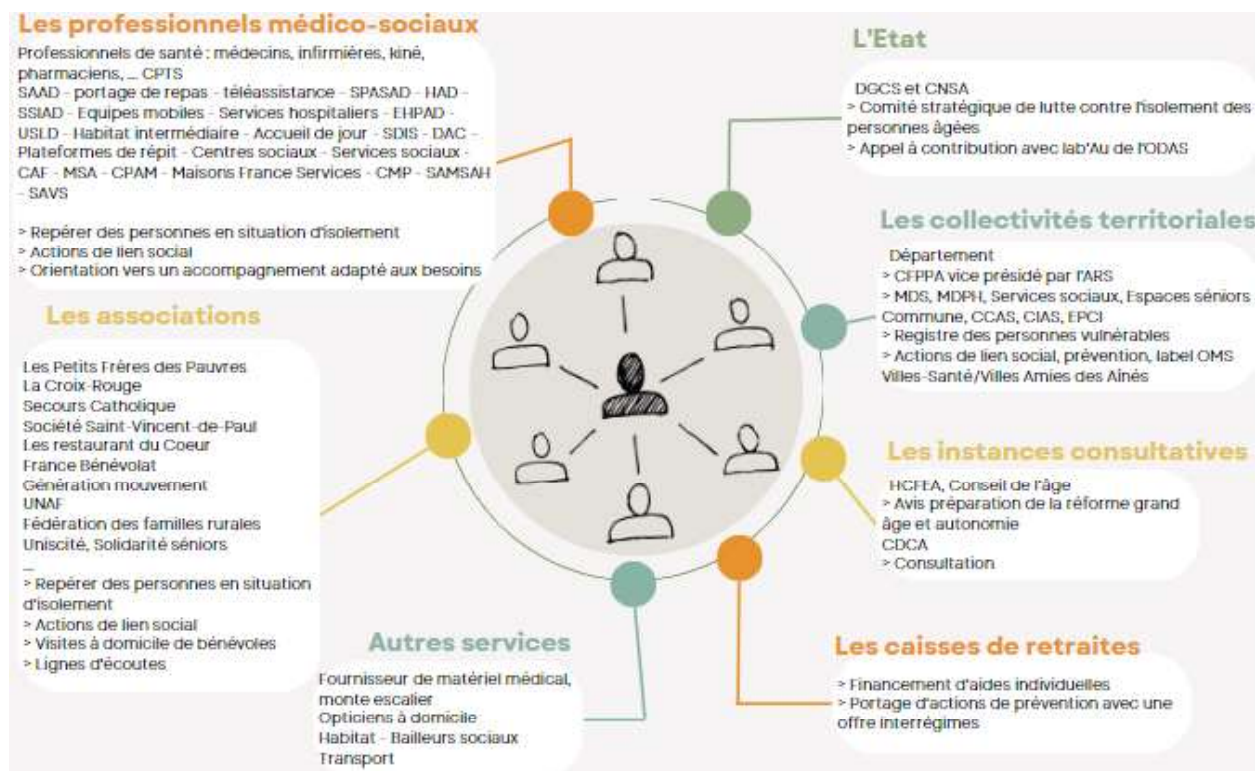 Les professionnels médico-sociaux
Professionnels de santé : médecins, infirmières, kiné,
pharmaciens, ... CPTS
SAAD - portage de repas - téléassistance - SPASAD - HAD -
SSIAD - Equipes mobiles - Services hospitaliers - EHPAD -
USLD - Habitat intermédiaire - Accueil de jour - SDIS - DAC -
Plateformes de répit - Centres sociaux - Services sociaux -
CAF - MSA - CPAM - Maisons France Services - CMP - SAMSAH
- SAVS
> Repérer des personnes en situation d'isolement
> Actions de lien social
> Orientation vers un accompagnement adapté aux besoins
Les associations
Les Petits Frères des Pauvres
La Croix-Rouge
Secours Catholique
Société Saint-Vincent-de-Paul
Les restaurant du Coeur
France Bénévolat
Génération mouvement
UNAF
Fédération des familles rurales
Uniscité, Solidarité séniors
...
> Repérer des personnes en situation
d'isolement
> Actions de lien social
> Visites à domicile de bénévoles
> Lignes d'écoutes
Autres services
Fournisseur de matériel médical,
monte escalier
Opticiens à domicile
Habitat - Bailleurs sociaux
Transport
L'Etat
DGCS et CNSA
> Comité stratégique de lutte contre l'isolement des
personnes âgées
> Appel à contribution avec lab'Au de l'ODAS
Les collectivités territoriales
Département
> CFPPA vice présidé par l'ARS
> MDS, MDPH, Services sociaux, Espaces séniors
Commune, CCAS, CIAS, EPCI
> Registre des personnes vulnérables
> Actions de lien social, prévention, label OMS
Villes-Santé/Villes Amies des Aînés
Les instances consultatives
HCFEA, Conseil de l'âge
> Avis préparation de la réforme grand
âge et autonomie
CDCA
> Consultation
Les caisses de retraites
> Financement d'aides individuelles
> Portage d'actions de prévention avec une
offre interrégimes